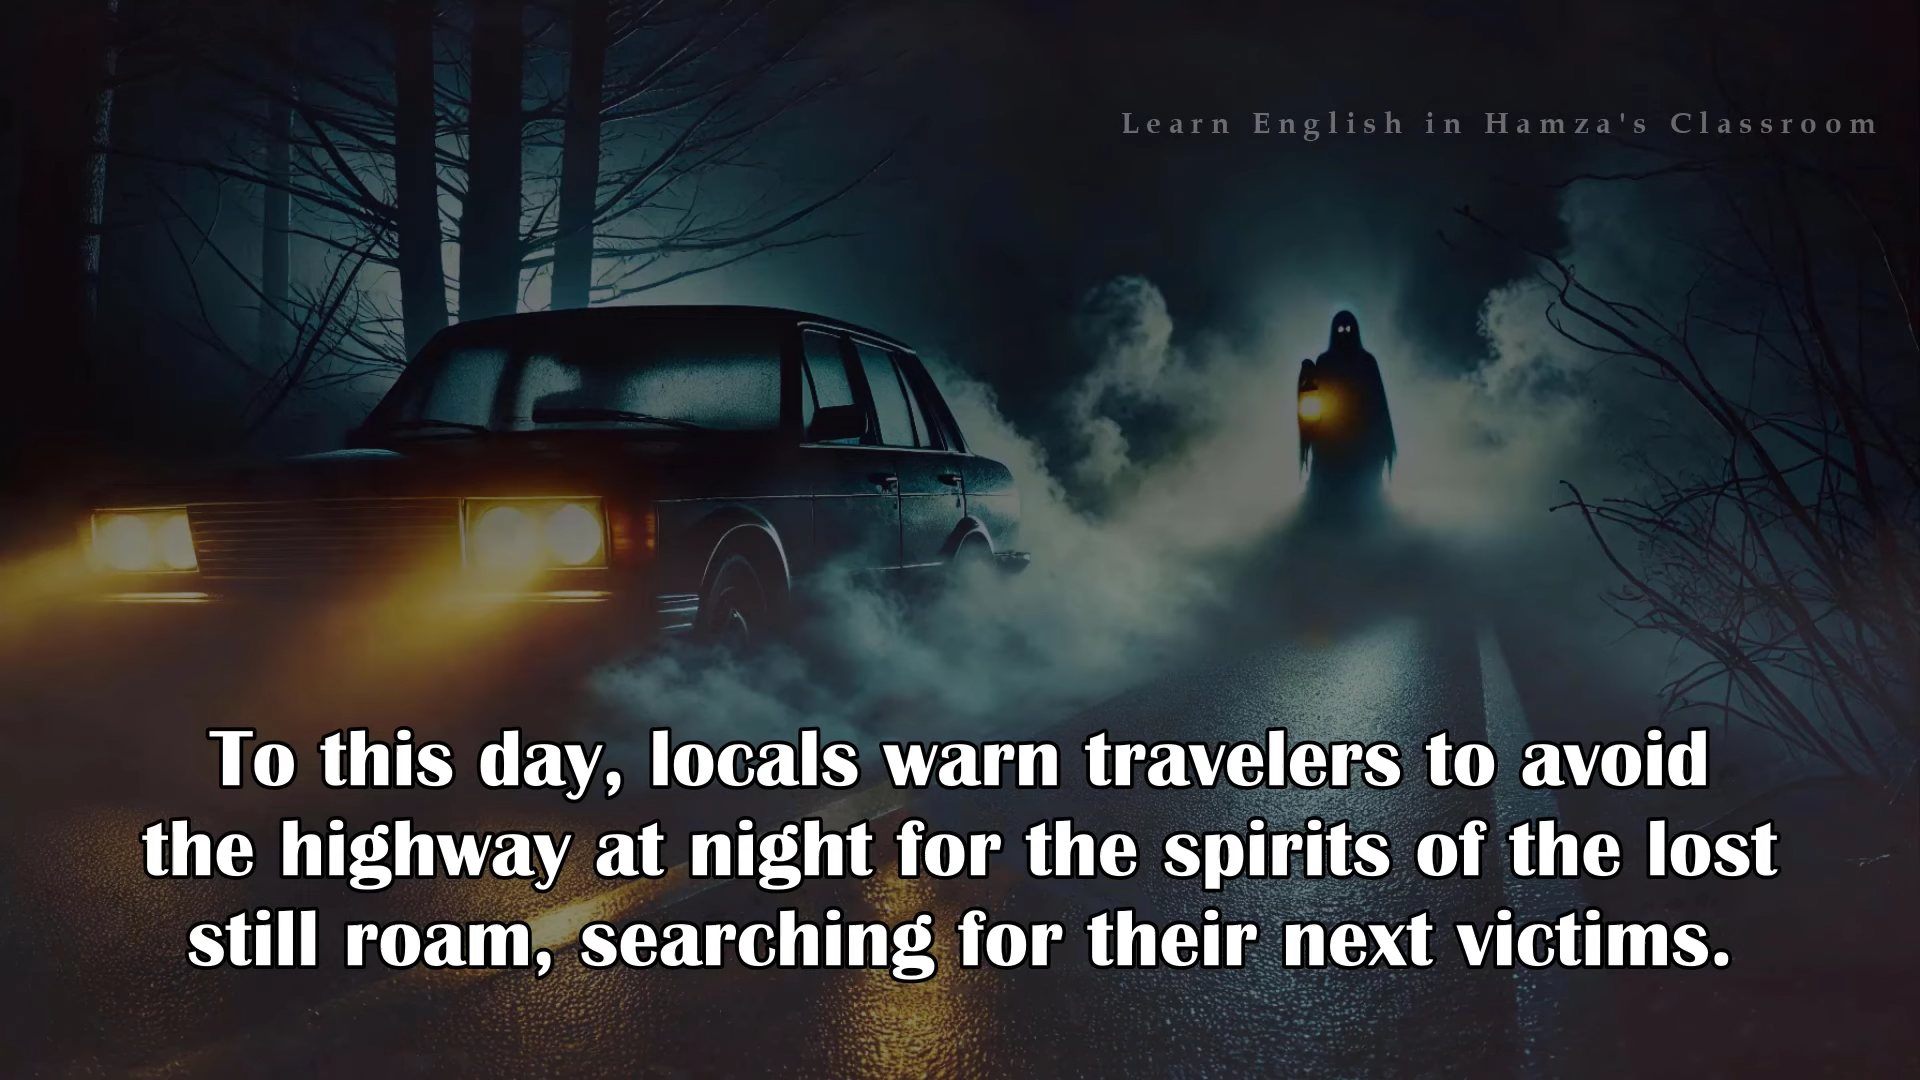 Learn English in Hamza's Classroom
To this day, locals warn travelers to avoid
the highway at night for the spirits of the lost
still roam, searching for their next victims.